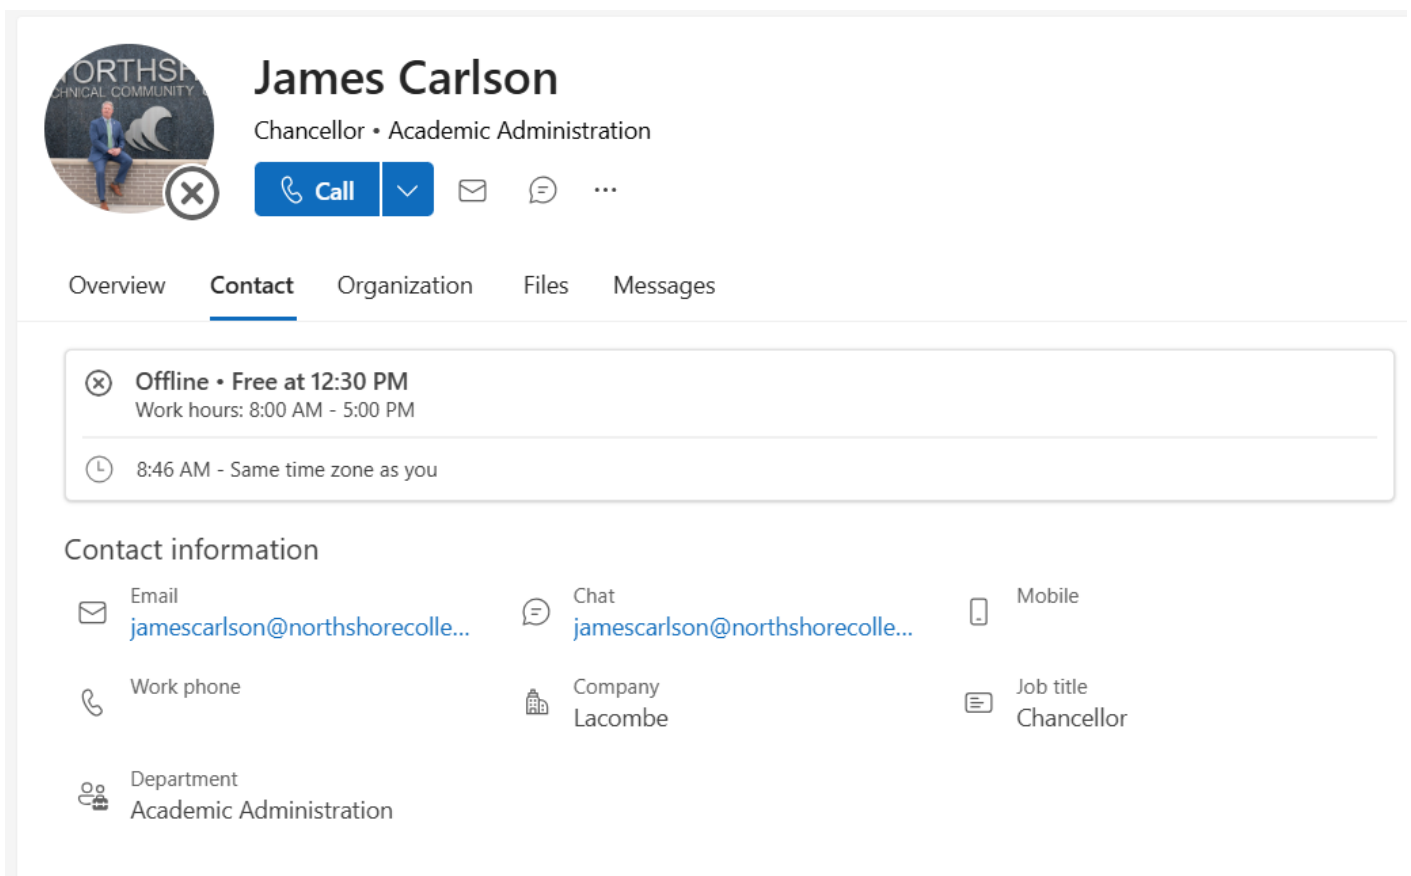 ORTHSH
CHNICAL COMMUNITY
James Carlson
Chancellor • Academic Administration
Call
Overview Contact Organization Files Messages
Offline • Free at 12:30 PM
Work hours: 8:00 AM - 5:00 PM
8:46 AM - Same time zone as you
Contact information
Email Chat Mobile
jamescarlson@northshorecolle... jamescarlson@northshorecolle...
Work phone Company Job title
Lacombe Chancellor
Department
Academic Administration